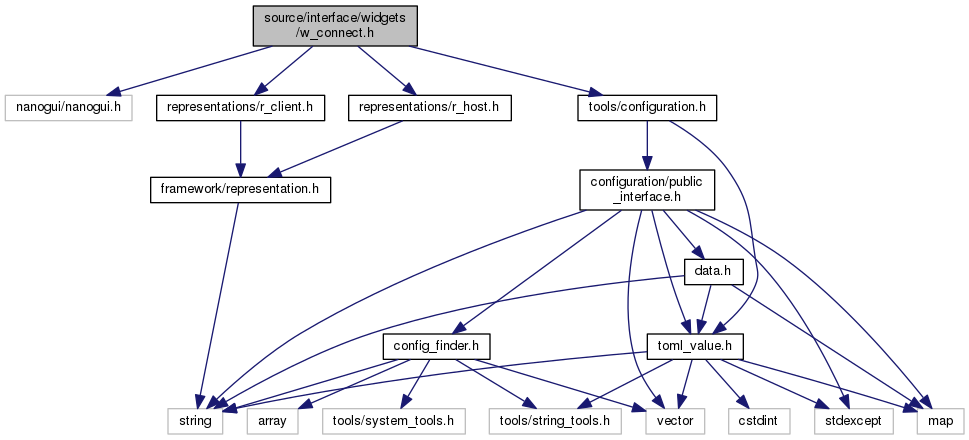 source/interface/widgets
/w_connect.h
nanogui/nanogui.h
representations/r_client.h
representations/r_host.h
tools/configuration.h
framework/representation.h
configuration/public
_interface.h
data.h
config_finder.h
toml_value.h
string
array
tools/system_tools.h
tools/string_tools.h
vector
cstdint
stdexcept
map